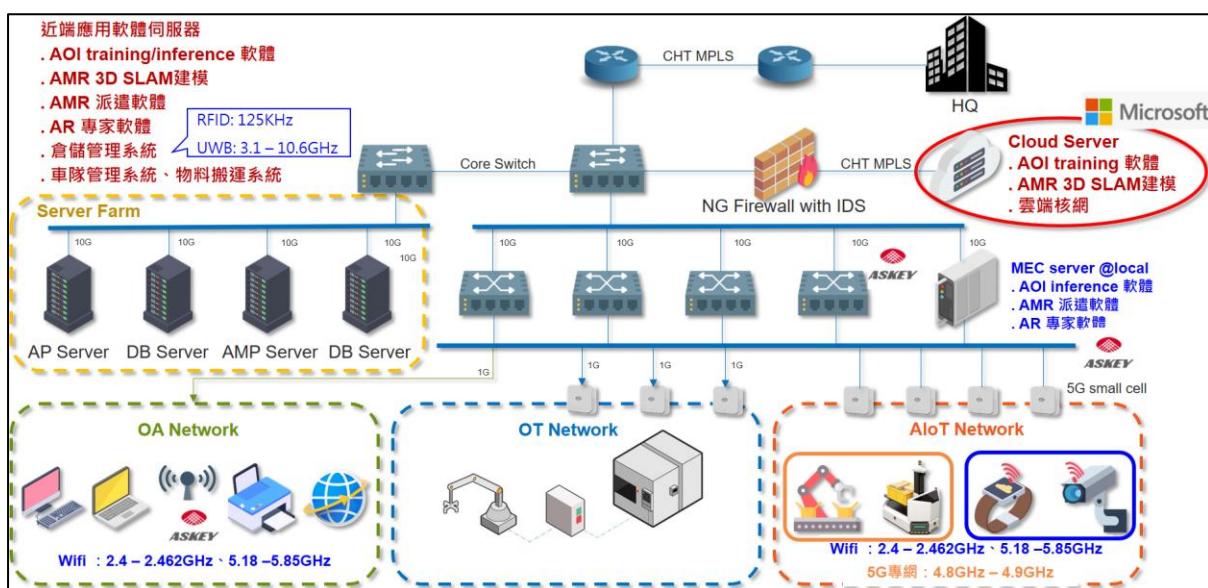 近端應用軟體伺服器
. AOI training/inference 軟體
. AMR 3D SLAM建模
. AMR 派遣軟體
. AR 專家軟體
. 倉儲管理系統
. 車隊管理系統、物料搬運系統
RFID: 125KHz
UWB: 3.1 – 10.6GHz
CHT MPLS
HQ
Microsoft
Core Switch
CHT MPLS
Cloud Server
. AOI training 軟體
. AMR 3D SLAM建模
. 雲端核網
NG Firewall with IDS
Server Farm
10G
10G
10G
10G
10G
AP Server
DB Server
AMP Server
DB Server
10G
10G
10G
10G
10G
ASKEY
MEC server @local
. AOI inference 軟體
. AMR 派遣軟體
. AR 專家軟體
ASKEY
1G
1G
1G
1G
5G small cell
OA Network
ASKEY
Wifi ：2.4 – 2.462GHz、5.18 –5.85GHz
OT Network
AIoT Network
Wifi ：2.4 – 2.462GHz、5.18 –5.85GHz
5G專網：4.8GHz – 4.9GHz